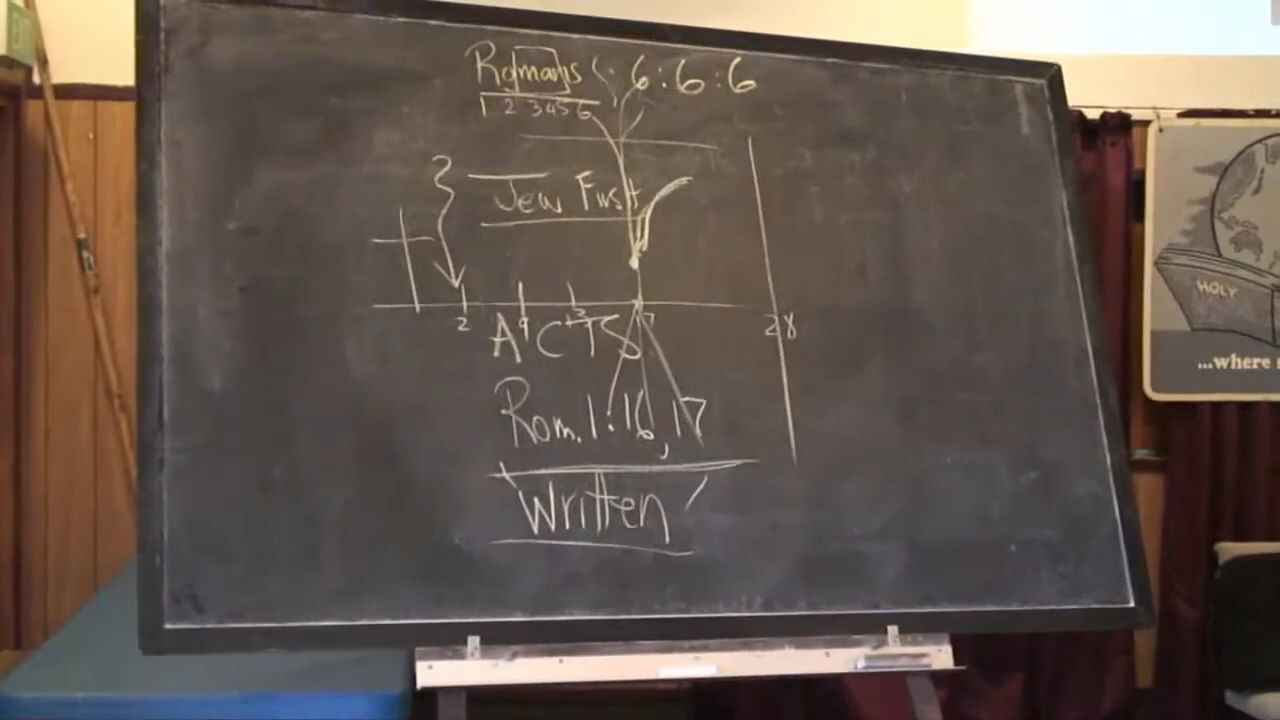 Romans 6:6:6
1 2 3 4 5 6
Jew First
2 9 28
ACTS
Rom. 1:16,17
Written
HOLY
...where